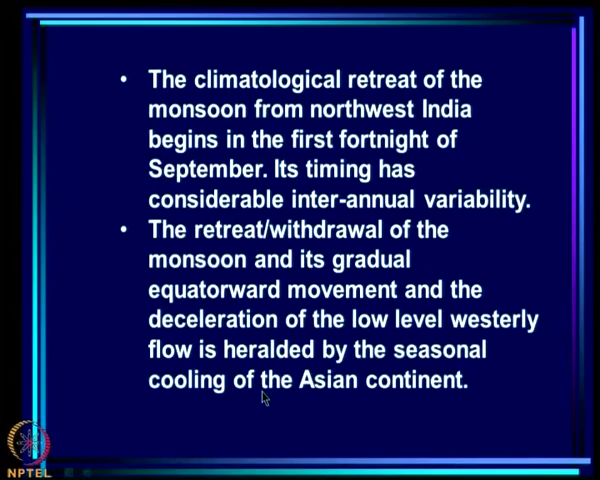 • The climatological retreat of the
monsoon from northwest India
begins in the first fortnight of
September. Its timing has
considerable inter-annual variability.
• The retreat/withdrawal of the
monsoon and its gradual
equatorward movement and the
deceleration of the low level westerly
flow is heralded by the seasonal
cooling of the Asian continent.
NPTEL